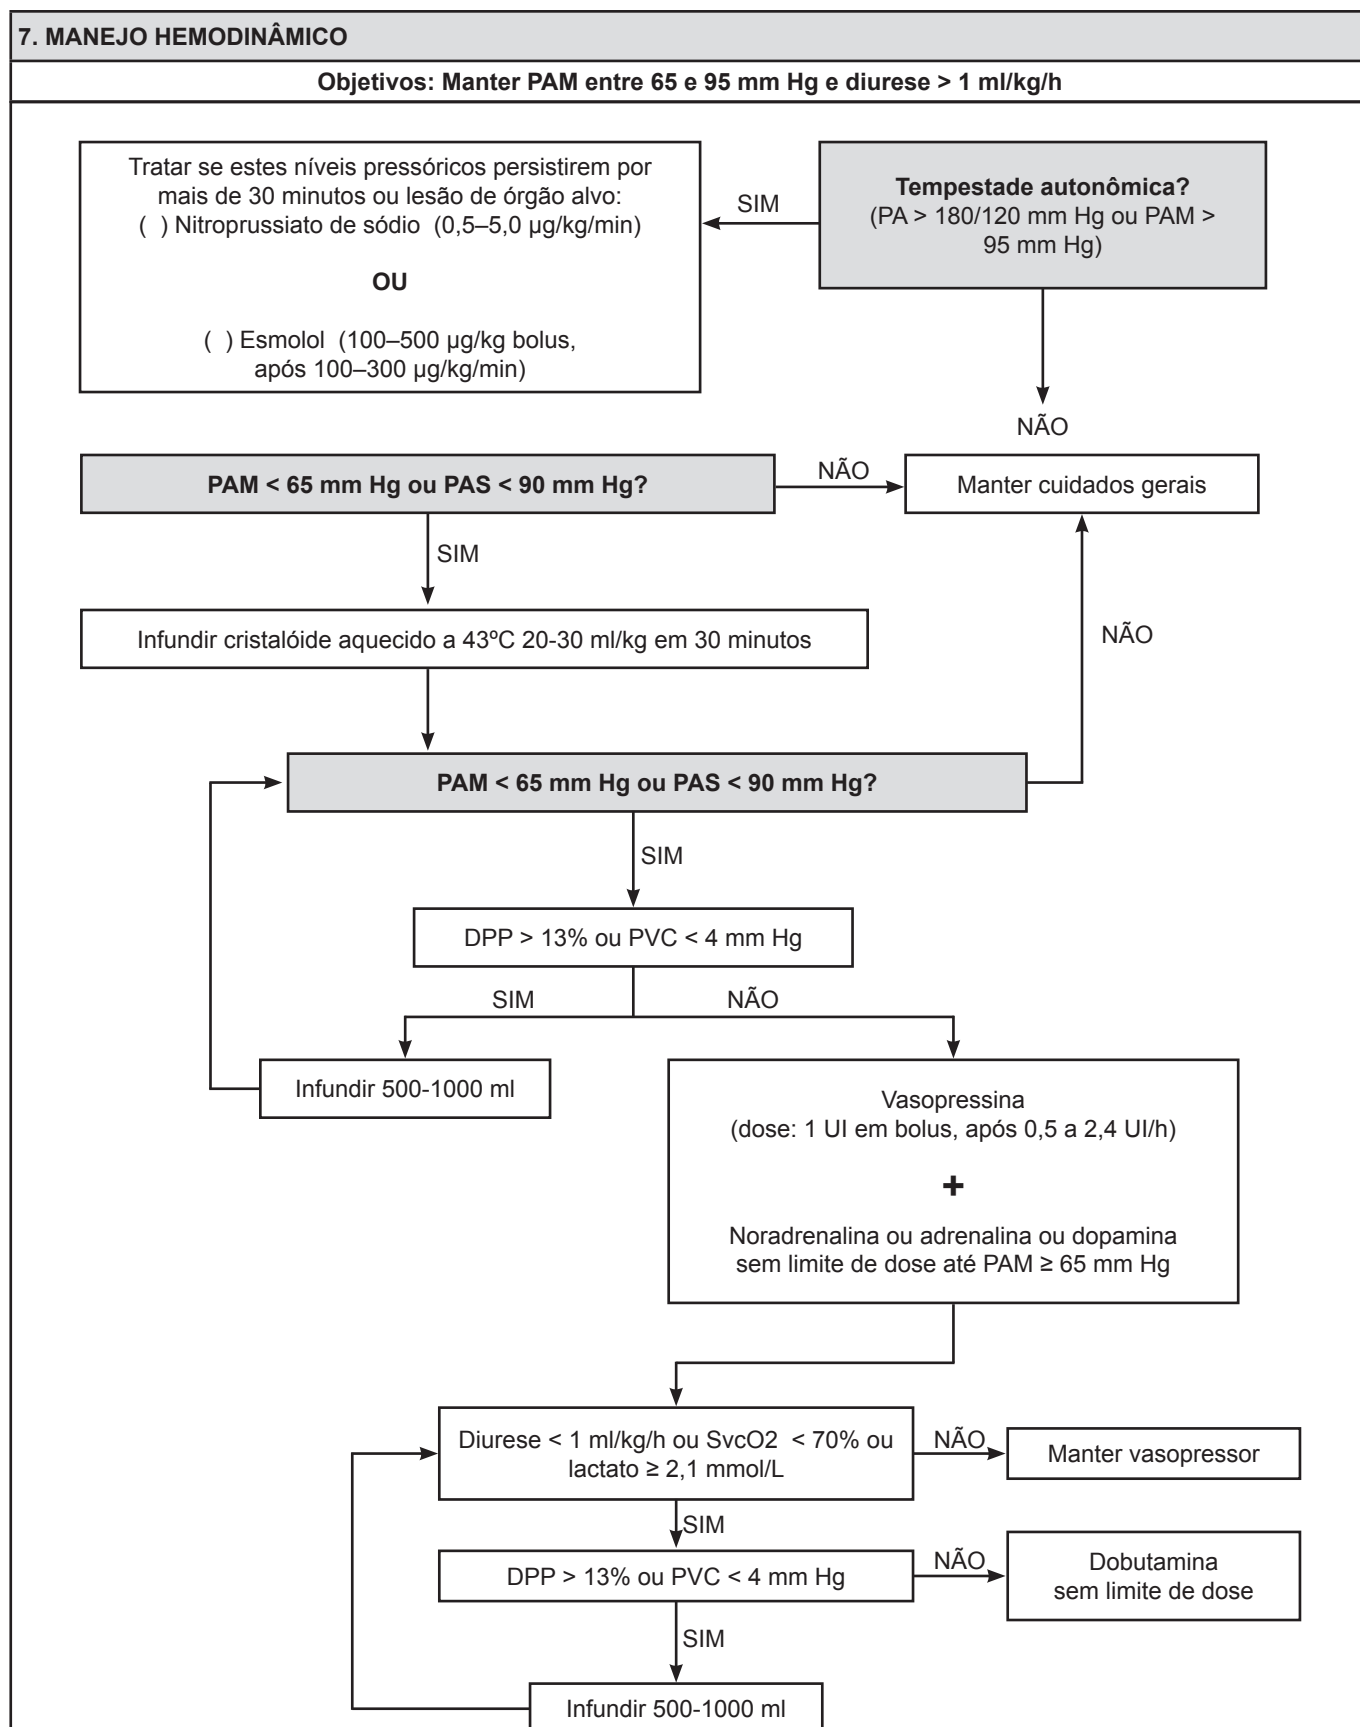 7. MANEJO HEMODINÂMICO
Objetivos: Manter PAM entre 65 e 95 mm Hg e diurese > 1 ml/kg/h
Tratar se estes níveis pressóricos persistirem por
mais de 30 minutos ou lesão de órgão alvo:
( ) Nitroprussiato de sódio (0,5–5,0 µg/kg/min)
OU
( ) Esmolol (100–500 µg/kg bolus,
após 100–300 µg/kg/min)
SIM
Tempestade autonômica?
(PA > 180/120 mm Hg ou PAM >
95 mm Hg)
NÃO
PAM < 65 mm Hg ou PAS < 90 mm Hg?
NÃO
Manter cuidados gerais
SIM
Infundir cristalóide aquecido a 43ºC 20-30 ml/kg em 30 minutos
NÃO
PAM < 65 mm Hg ou PAS < 90 mm Hg?
SIM
DPP > 13% ou PVC < 4 mm Hg
SIM
NÃO
Infundir 500-1000 ml
Vasopressina
(dose: 1 UI em bolus, após 0,5 a 2,4 UI/h)
+
Noradrenalina ou adrenalina ou dopamina
sem limite de dose até PAM ≥ 65 mm Hg
Diurese < 1 ml/kg/h ou SvcO2 < 70% ou
lactato ≥ 2,1 mmol/L
NÃO
Manter vasopressor
SIM
DPP > 13% ou PVC < 4 mm Hg
NÃO
Dobutamina
sem limite de dose
SIM
Infundir 500-1000 ml